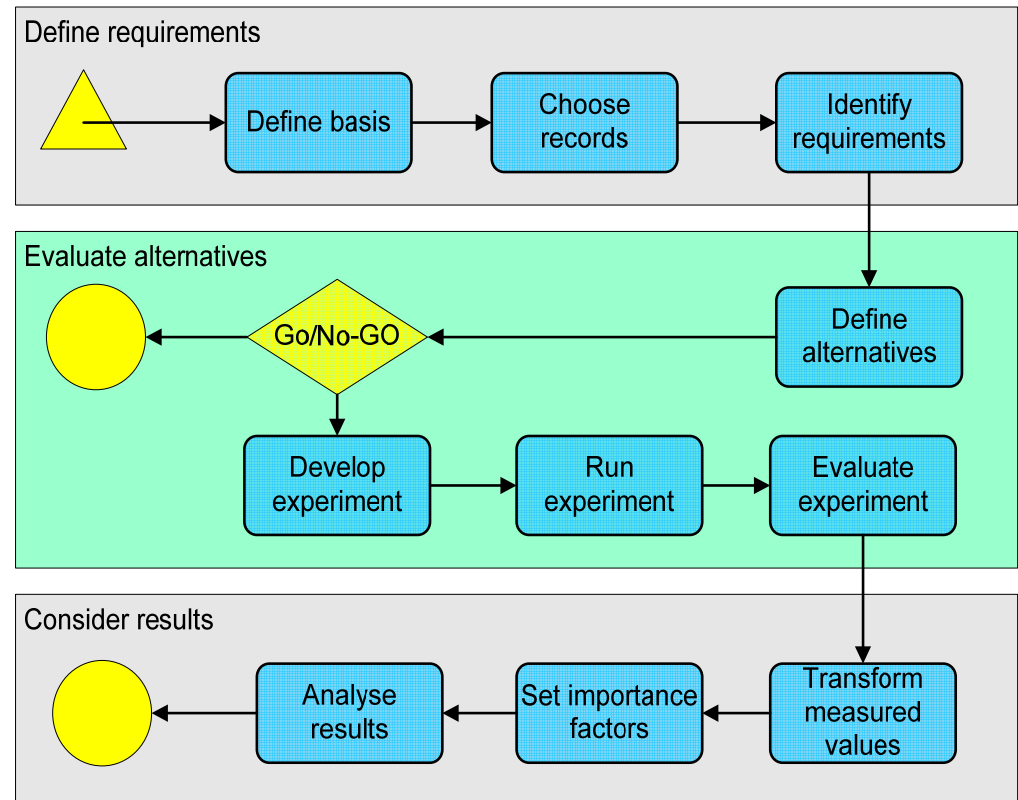 Define requirements
Define basis
Choose
records
Identify
requirements
Evaluate alternatives
Go/No-GO
Define
alternatives
Develop
experiment
Run
experiment
Evaluate
experiment
Consider results
Analyse
results
Set importance
factors
Transform
measured
values